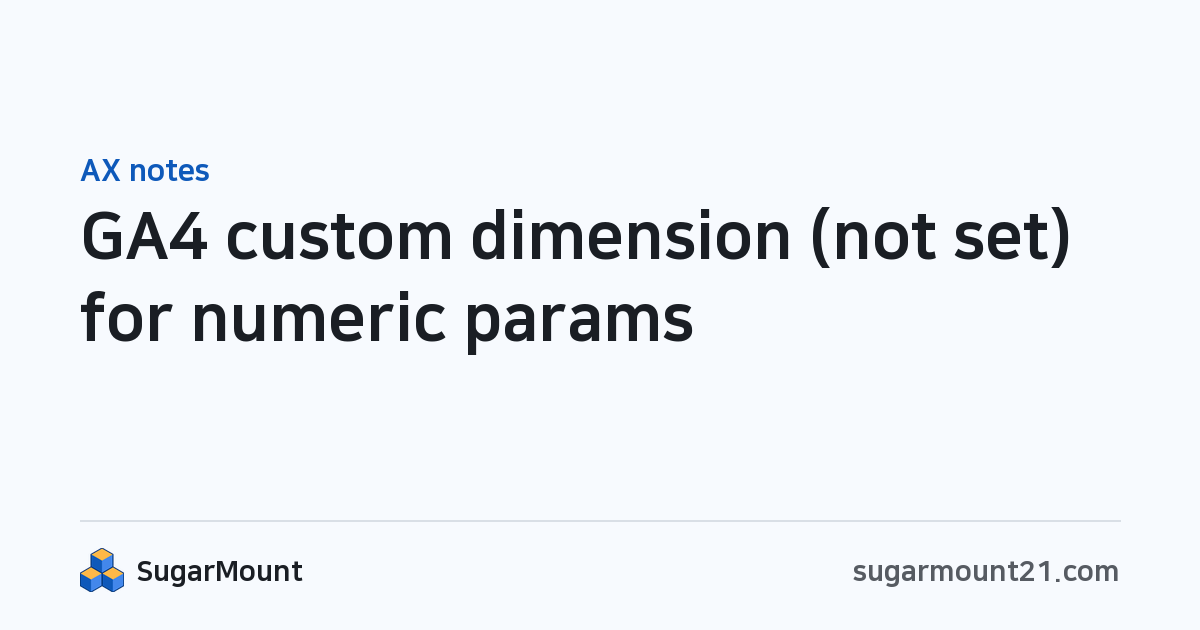 AX notes
GA4 custom dimension (not set)
for numeric params
SugarMount
sugarmount21.com